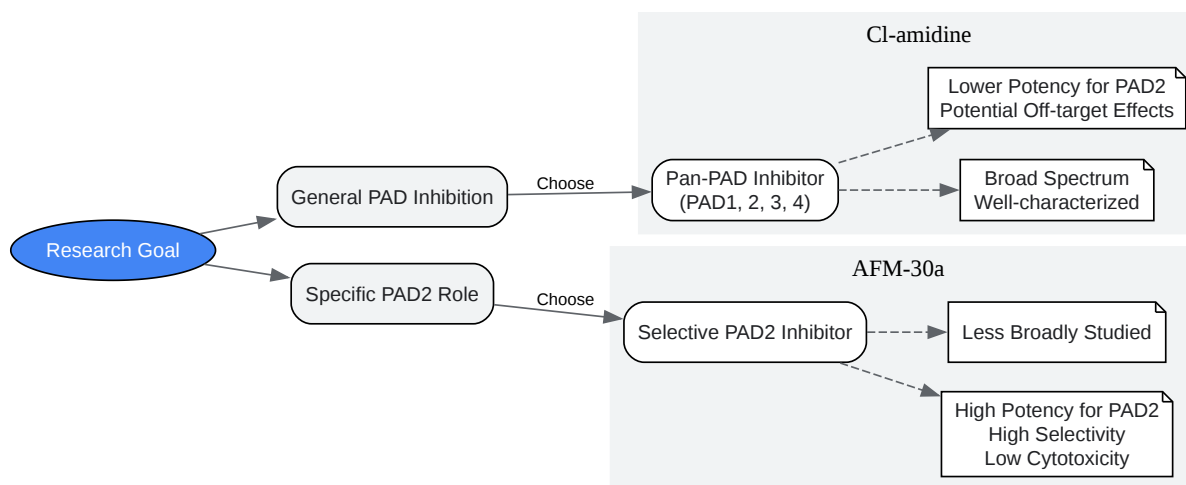 Cl-amidine
Lower Potency for PAD2
Potential Off-target Effects
General PAD Inhibition
Choose
Pan-PAD Inhibitor
(PAD1, 2, 3, 4)
Broad Spectrum
Well-characterized
Research Goal
AFM-30a
Specific PAD2 Role
Choose
Selective PAD2 Inhibitor
Less Broadly Studied
High Potency for PAD2
High Selectivity
Low Cytotoxicity